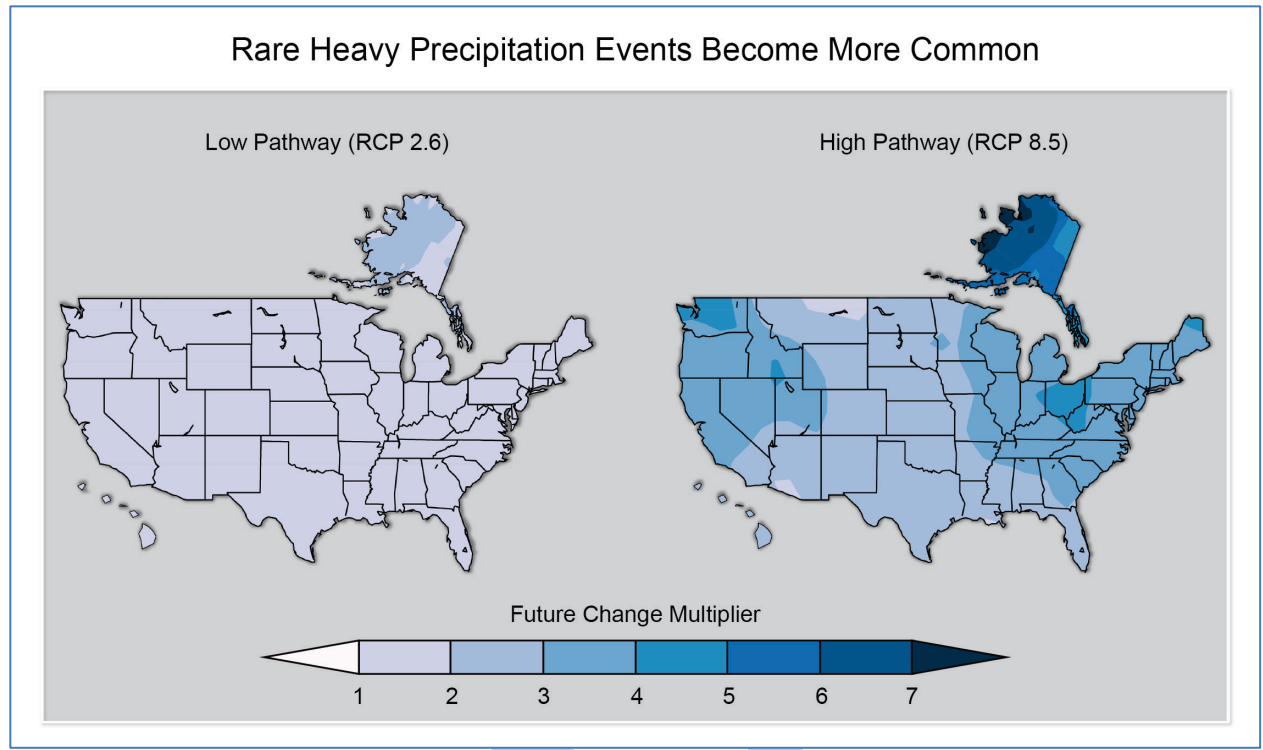 Rare Heavy Precipitation Events Become More Common
Low Pathway (RCP 2.6)
High Pathway (RCP 8.5)
Future Change Multiplier
1 2 3 4 5 6 7